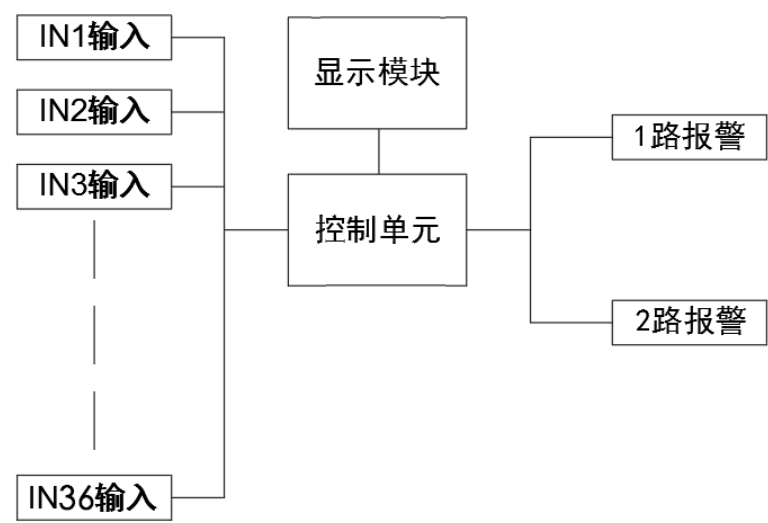 IN1输入
IN2输入
IN3输入
IN36输入
显示模块
控制单元
1路报警
2路报警